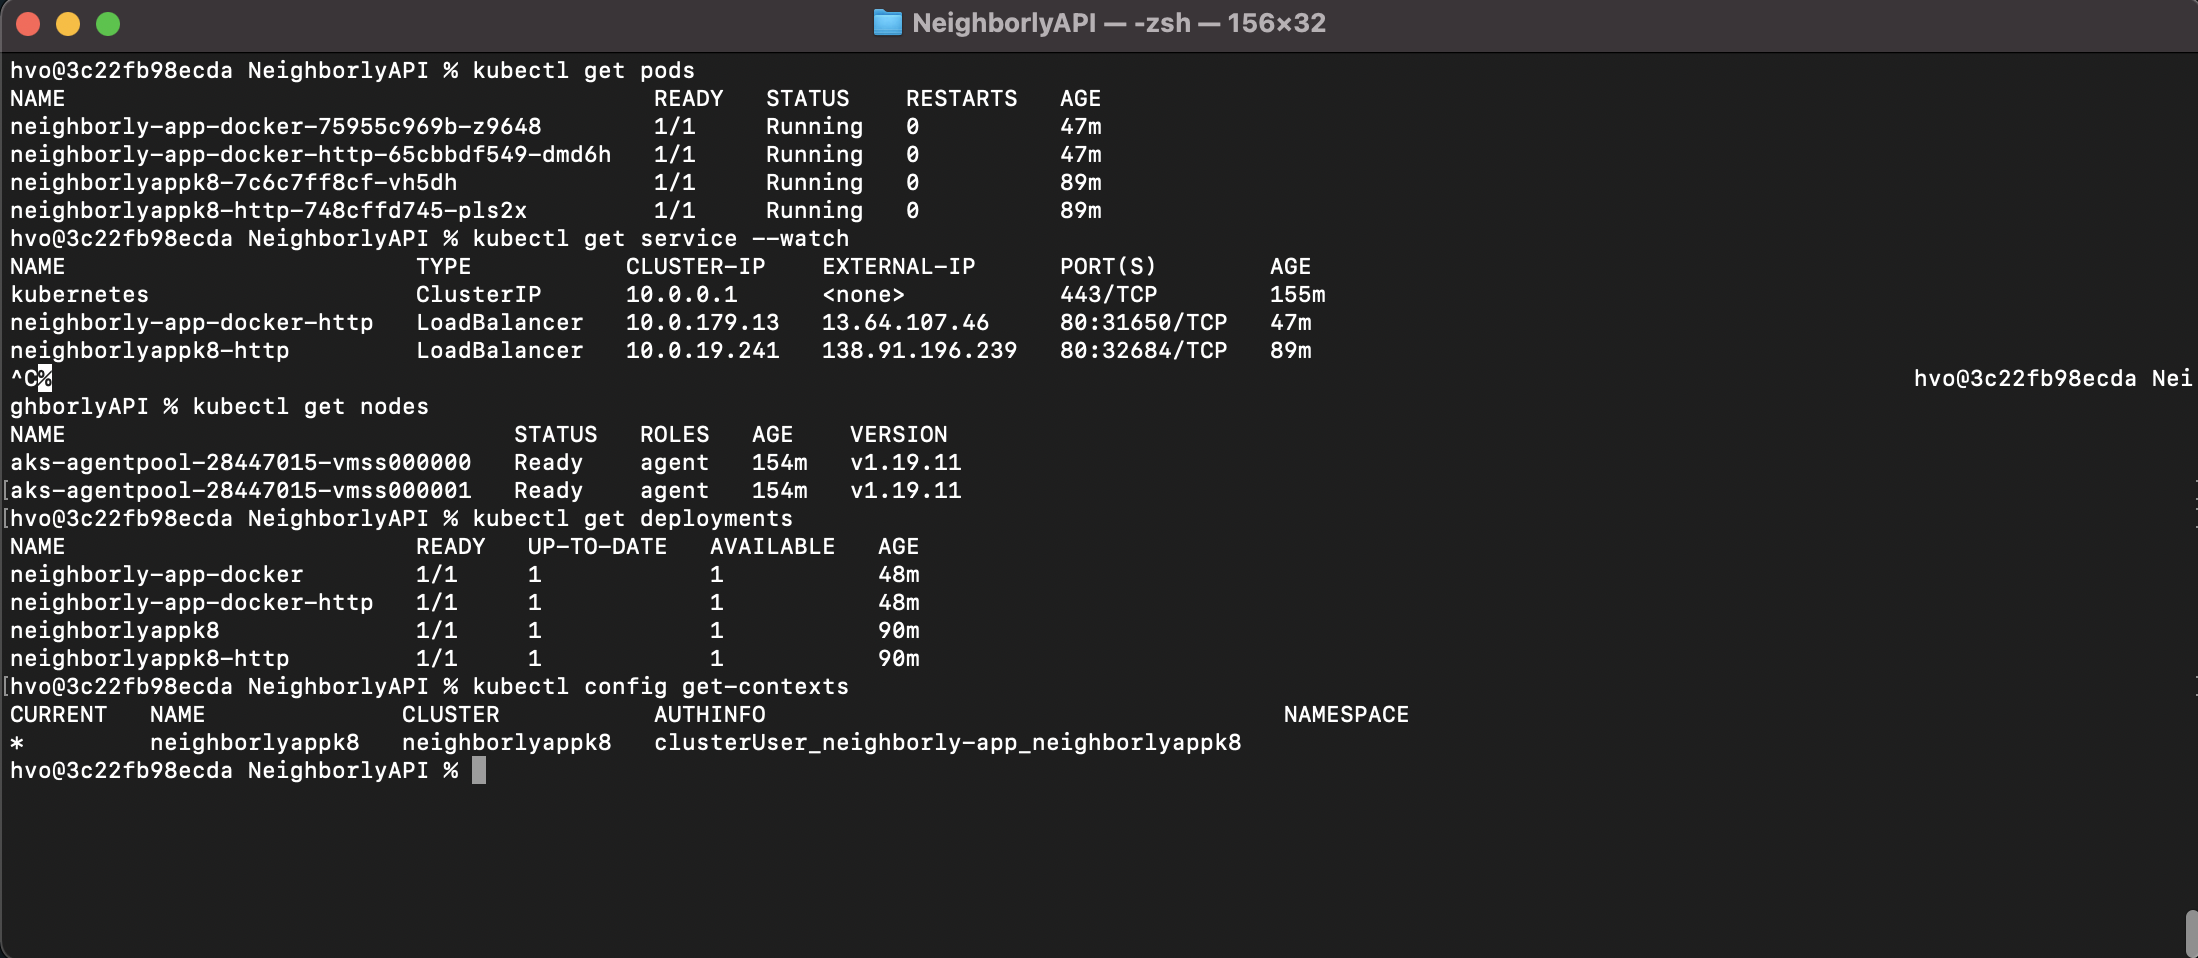 NeighborlyAPI — -zsh — 156×32
hvo@3c22fb98ecda NeighborlyAPI % kubectl get pods
NAME READY STATUS RESTARTS AGE
neighborly-app-docker-75955c969b-z9648 1/1 Running 0 47m
neighborly-app-docker-http-65cbbdf549-dmd6h 1/1 Running 0 47m
neighborlyappk8-7c6c7ff8cf-vh5dh 1/1 Running 0 89m
neighborlyappk8-http-748cffd745-pls2x 1/1 Running 0 89m
hvo@3c22fb98ecda NeighborlyAPI % kubectl get service --watch
NAME TYPE CLUSTER-IP EXTERNAL-IP PORT(S) AGE
kubernetes ClusterIP 10.0.0.1 <none> 443/TCP 155m
neighborly-app-docker-http LoadBalancer 10.0.179.13 13.64.107.46 80:31650/TCP 47m
neighborlyappk8-http LoadBalancer 10.0.19.241 138.91.196.239 80:32684/TCP 89m
^C% hvo@3c22fb98ecda Nei
ghborlyAPI % kubectl get nodes
NAME STATUS ROLES AGE VERSION
aks-agentpool-28447015-vmss000000 Ready agent 154m v1.19.11
aks-agentpool-28447015-vmss000001 Ready agent 154m v1.19.11
hvo@3c22fb98ecda NeighborlyAPI % kubectl get deployments
NAME READY UP-TO-DATE AVAILABLE AGE
neighborly-app-docker 1/1 1 1 48m
neighborly-app-docker-http 1/1 1 1 48m
neighborlyappk8 1/1 1 1 90m
neighborlyappk8-http 1/1 1 1 90m
hvo@3c22fb98ecda NeighborlyAPI % kubectl config get-contexts
CURRENT NAME CLUSTER AUTHINFO NAMESPACE
* neighborlyappk8 neighborlyappk8 clusterUser_neighborly-app_neighborlyappk8
hvo@3c22fb98ecda NeighborlyAPI %